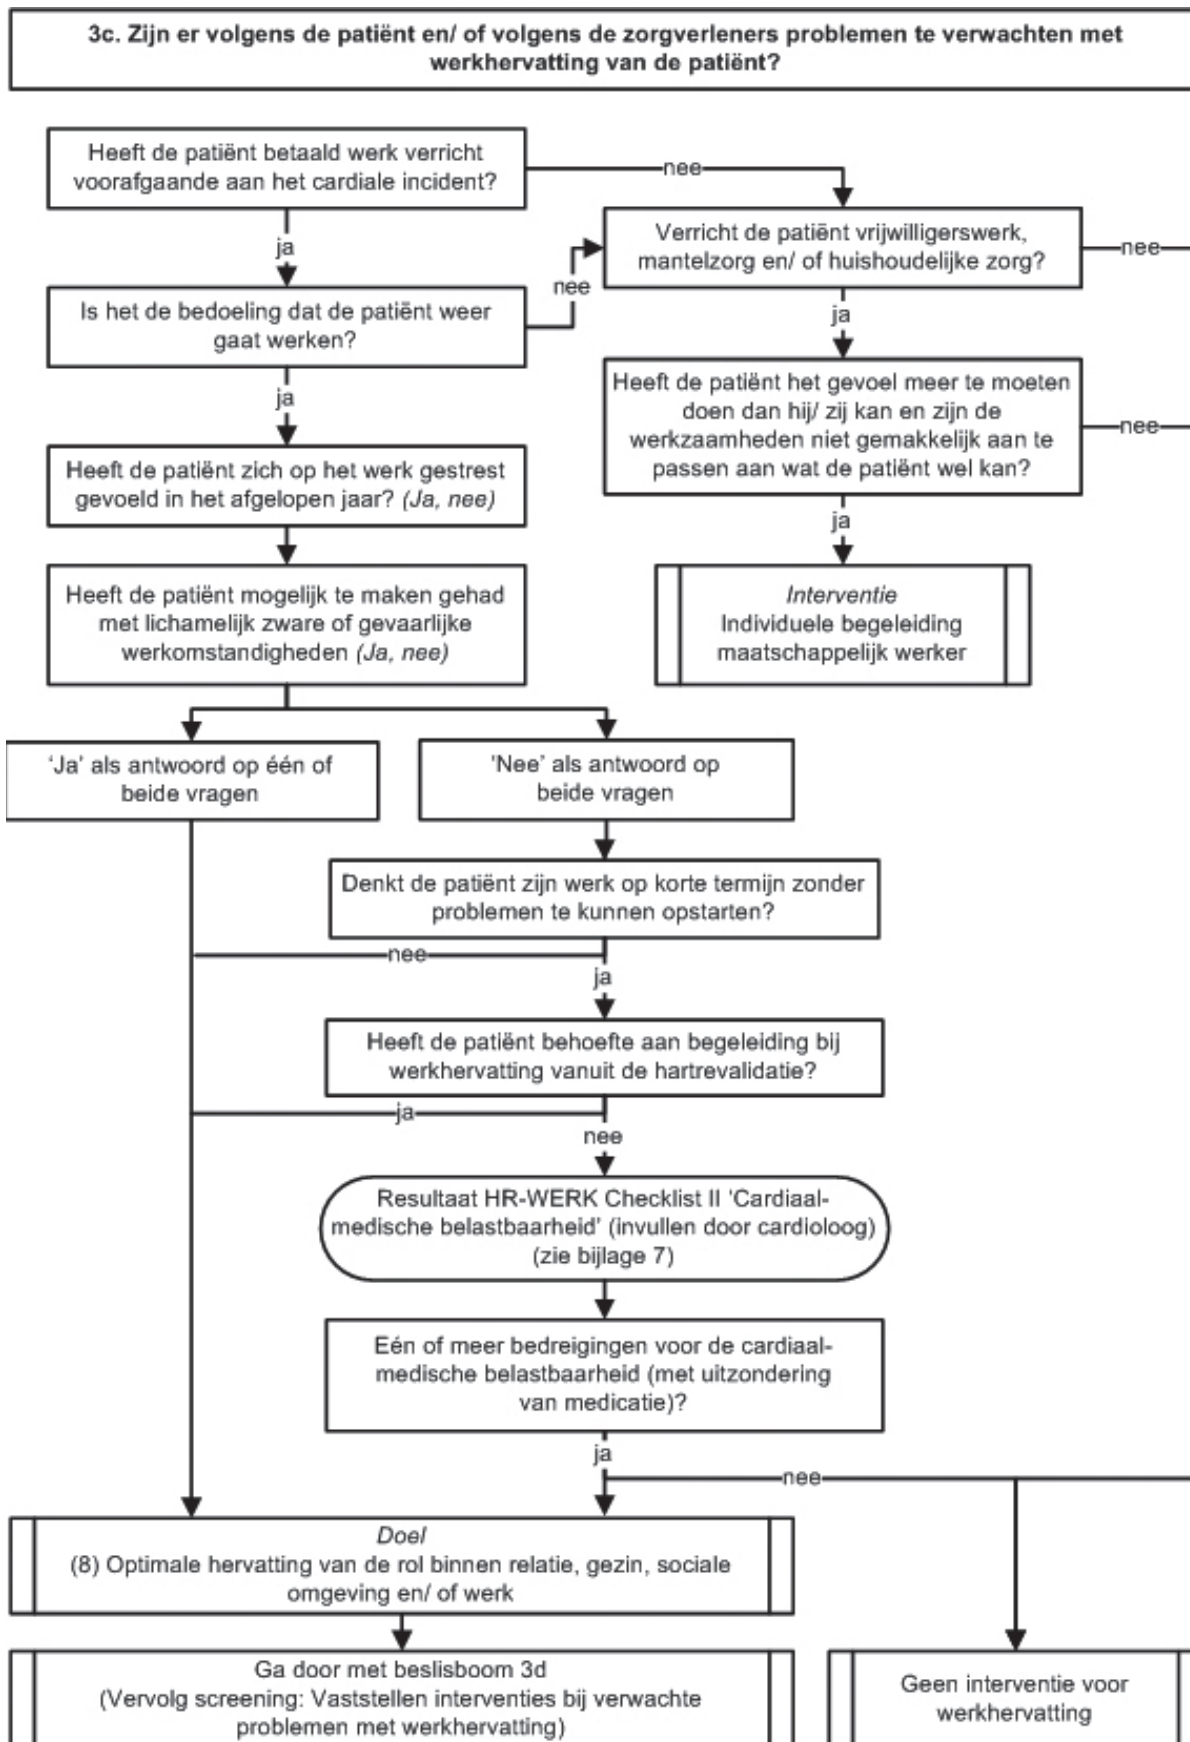 3c. Zijn er volgens de patiënt en/ of volgens de zorgverleners problemen te verwachten met
werkhervatting van de patiënt?
Heeft de patiënt betaald werk verricht
voorafgaande aan het cardiale incident?
nee
ja
Verricht de patiënt vrijwilligerswerk,
mantelzorg en/ of huishoudelijke zorg?
nee
nee
Is het de bedoeling dat de patiënt weer
gaat werken?
ja
ja
Heeft de patiënt het gevoel meer te moeten
doen dan hij/ zij kan en zijn de
werkzaamheden niet gemakkelijk aan te
passen aan wat de patiënt wel kan?
nee
Heeft de patiënt zich op het werk gestrest
gevoeld in het afgelopen jaar? (Ja, nee)
ja
Heeft de patiënt mogelijk te maken gehad
met lichamelijk zware of gevaarlijke
werkomstandigheden (Ja, nee)
Interventie
Individuele begeleiding
maatschappelijk werker
‘Ja’ als antwoord op één of
beide vragen
'Nee’ als antwoord op
beide vragen
Denkt de patiënt zijn werk op korte termijn zonder
problemen te kunnen opstarten?
nee
ja
Heeft de patiënt behoefte aan begeleiding bij
werkhervatting vanuit de hartrevalidatie?
ja
nee
Resultaat HR-WERK Checklist II ‘Cardiaal-
medische belastbaarheid’ (invullen door cardioloog)
(zie bijlage 7)
Eén of meer bedreigingen voor de cardiaal-
medische belastbaarheid (met uitzondering
van medicatie)?
ja
nee
Doel
(8) Optimale hervatting van de rol binnen relatie, gezin, sociale
omgeving en/ of werk
Ga door met beslisboom 3d
(Vervolg screening: Vaststellen interventies bij verwachte
problemen met werkhervatting)
Geen interventie voor
werkhervatting